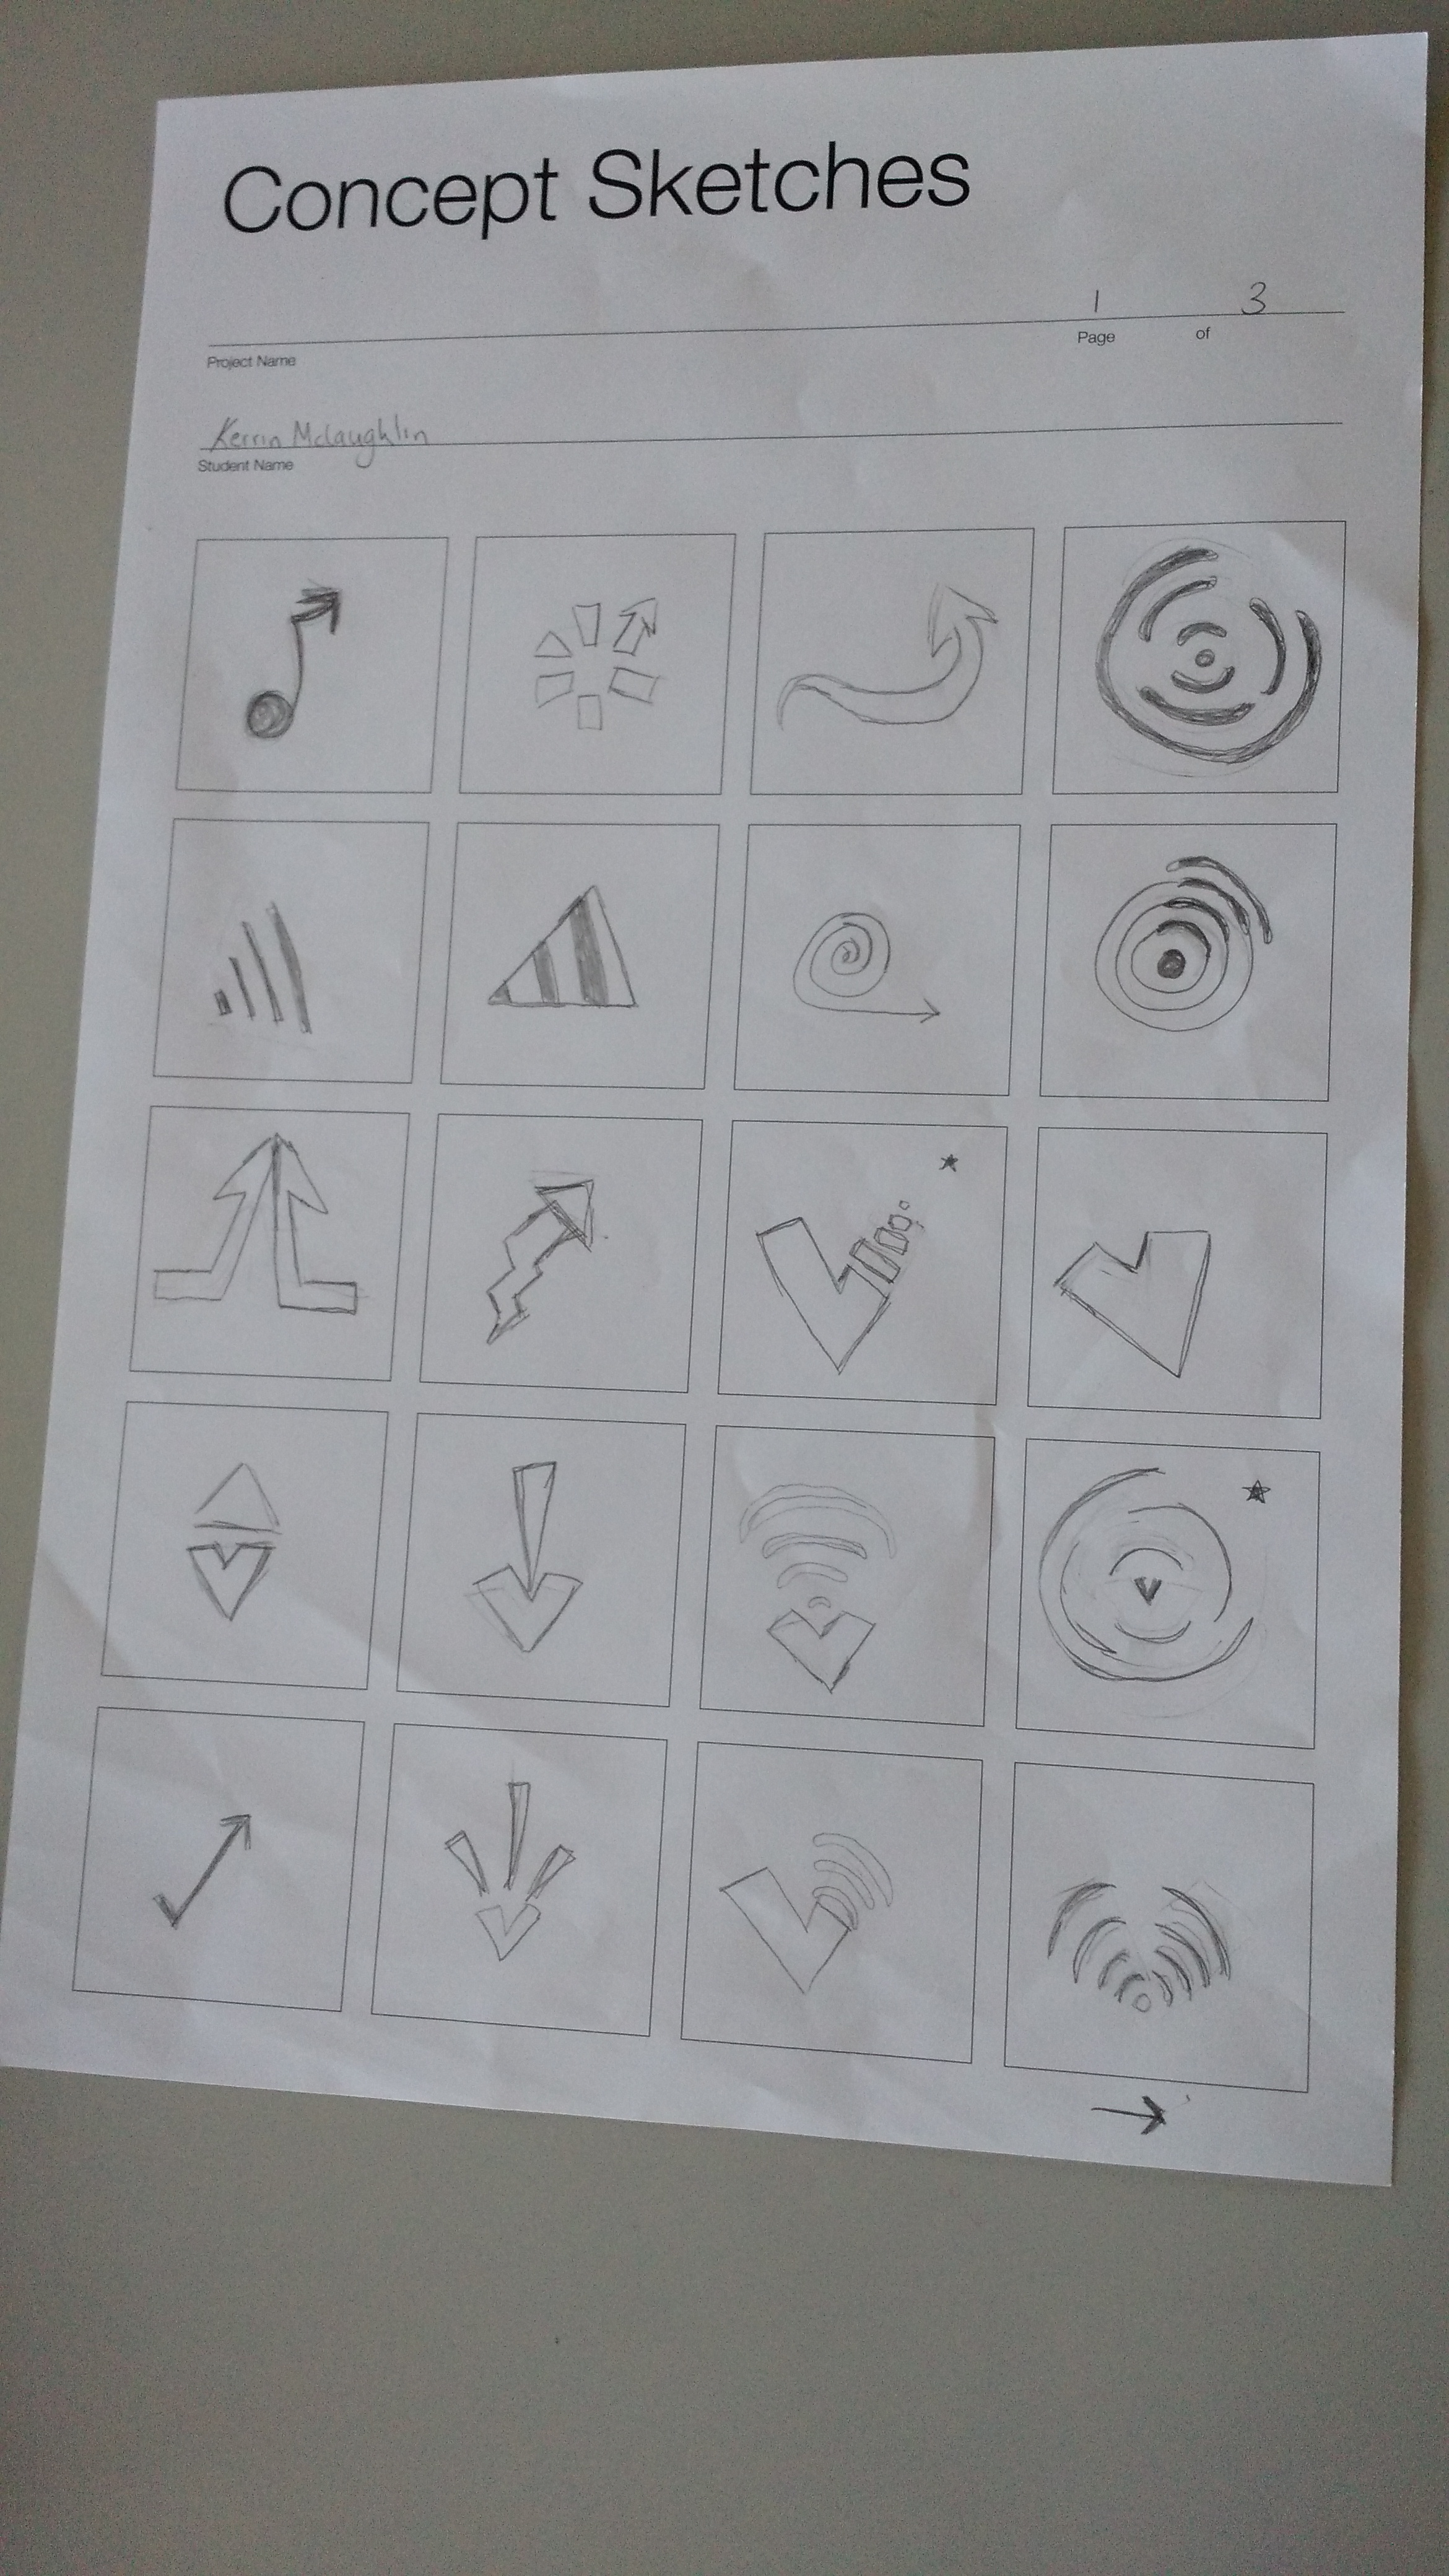 Concept Sketches
1 3
Project Name Page of
Kerrin Mclaughlin
Student Name